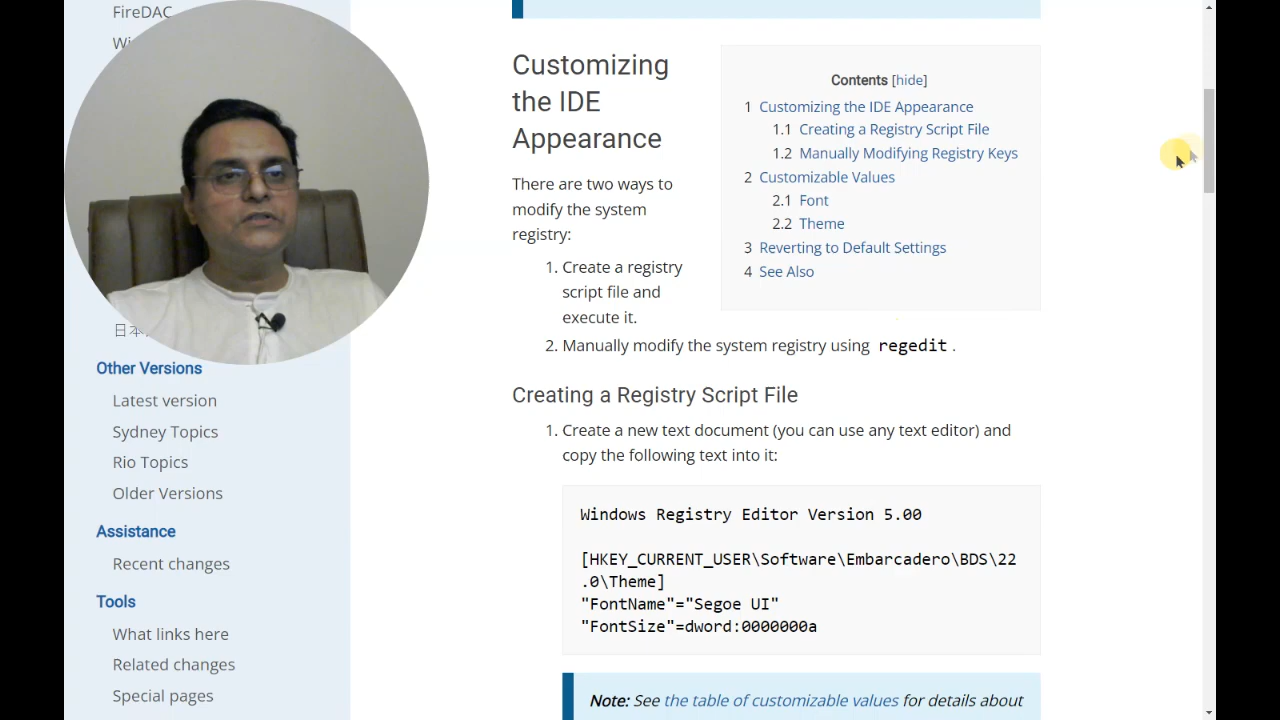 FireDAC
日本
Other Versions
Latest version
Sydney Topics
Rio Topics
Older Versions
Assistance
Recent changes
Tools
What links here
Related changes
Special pages
Customizing
the IDE
Appearance
There are two ways to
modify the system
registry:
1. Create a registry
script file and
execute it.
2. Manually modify the system registry using regedit .
Contents [hide]
1 Customizing the IDE Appearance
1.1 Creating a Registry Script File
1.2 Manually Modifying Registry Keys
2 Customizable Values
2.1 Font
2.2 Theme
3 Reverting to Default Settings
4 See Also
Creating a Registry Script File
1. Create a new text document (you can use any text editor) and
copy the following text into it:
Windows Registry Editor Version 5.00
[HKEY_CURRENT_USER\Software\Embarcadero\BDS\22
.0\Theme]
"FontName"="Segoe UI"
"FontSize"=dword:0000000a
Note: See the table of customizable values for details about